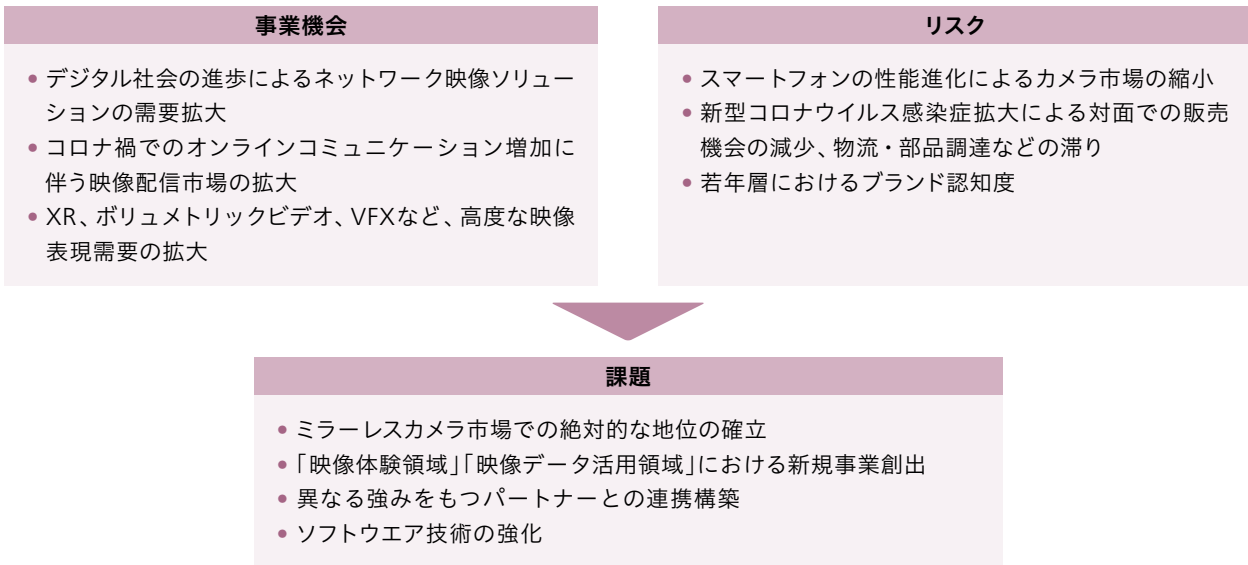 事業機会
• デジタル社会の進歩によるネットワーク映像ソリュー
ションの需要拡大
• コロナ禍でのオンラインコミュニケーション増加に
伴う映像配信市場の拡大
• XR、ボリュメトリックビデオ、VFXなど、高度な映像
表現需要の拡大
リスク
• スマートフォンの性能進化によるカメラ市場の縮小
• 新型コロナウイルス感染症拡大による対面での販売
機会の減少、物流・部品調達などの滞り
• 若年層におけるブランド認知度
課題
• ミラーレスカメラ市場での絶対的な地位の確立
• 「映像体験領域」「映像データ活用領域」における新規事業創出
• 異なる強みをもつパートナーとの連携構築
• ソフトウエア技術の強化